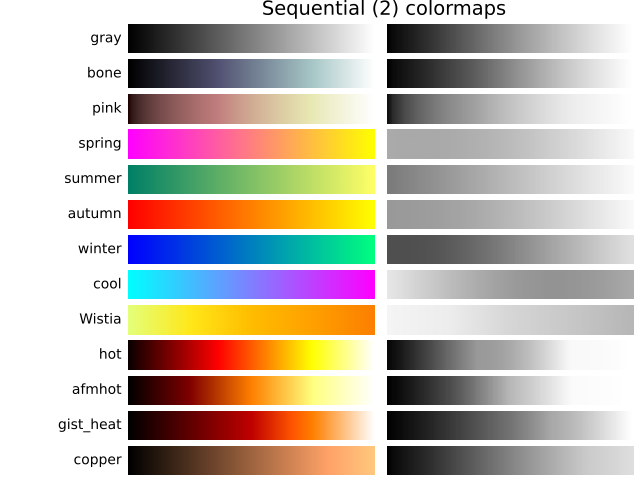 Sequential (2) colormaps
gray
bone
pink
spring
summer
autumn
winter
cool
Wistia
hot
afmhot
gist_heat
copper